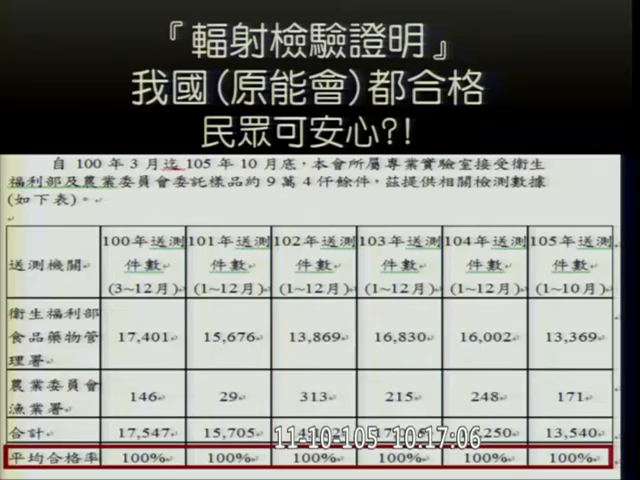 『輻射檢驗證明』
我國(原能會)都合格
民眾可安心?!
自 100 年 3 月迄 105 年 10 月底，本會所屬專業實驗室接受衛生
福利部及農業委員會委託樣品約 9 萬 4 仟餘件，茲提供相關檢測數據
(如下表)。
送測機關 100年送測件數(3~12月) 101年送測件數(1~12月) 102年送測件數(1~12月) 103年送測件數(1~12月) 104年送測件數(1~12月) 105年送測件數(1~10月)
衛生福利部食品藥物管理署 17,401 15,676 13,869 16,830 16,002 13,369
農業委員會漁業署 146 29 313 215 248 171
合計 17,547 15,705 13,540
11-10-105 10:17:06
平均合格率 100% 100% 100% 100% 100% 100%